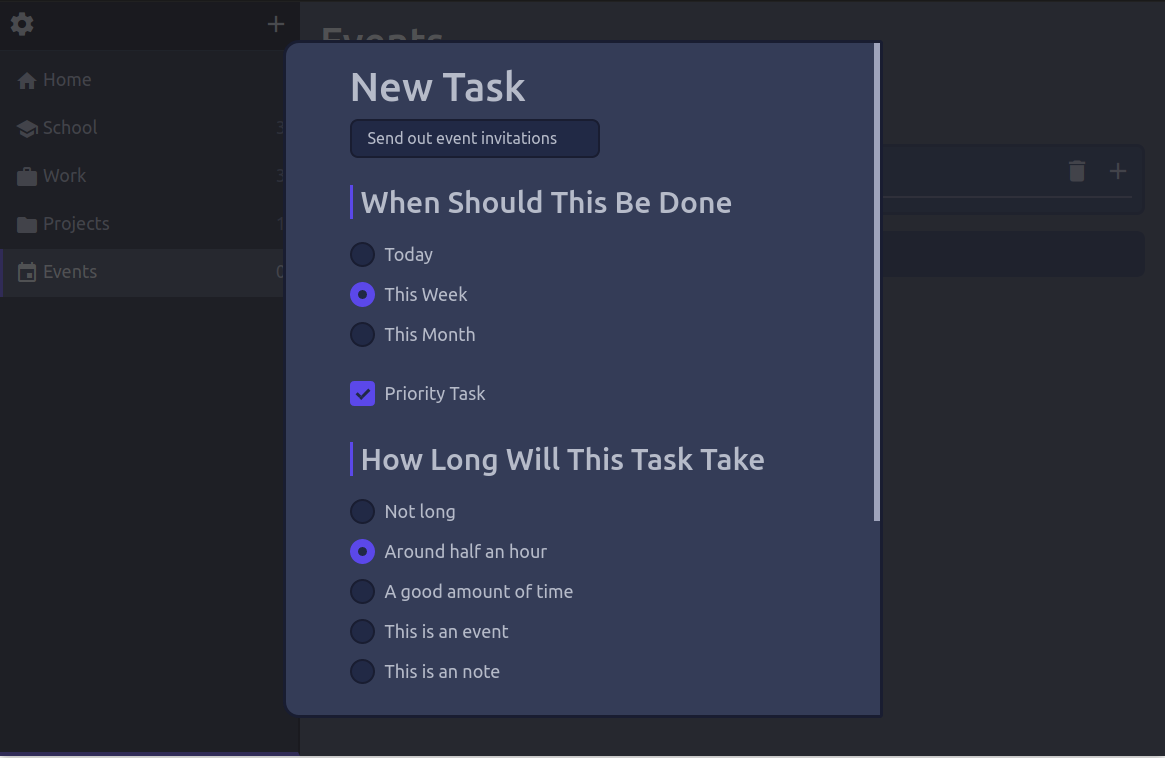 Events
Home
School 3
Work 3
Projects 1
Events 0
New Task
Send out event invitations
When Should This Be Done
Today
This Week
This Month
Priority Task
How Long Will This Task Take
Not long
Around half an hour
A good amount of time
This is an event
This is an note